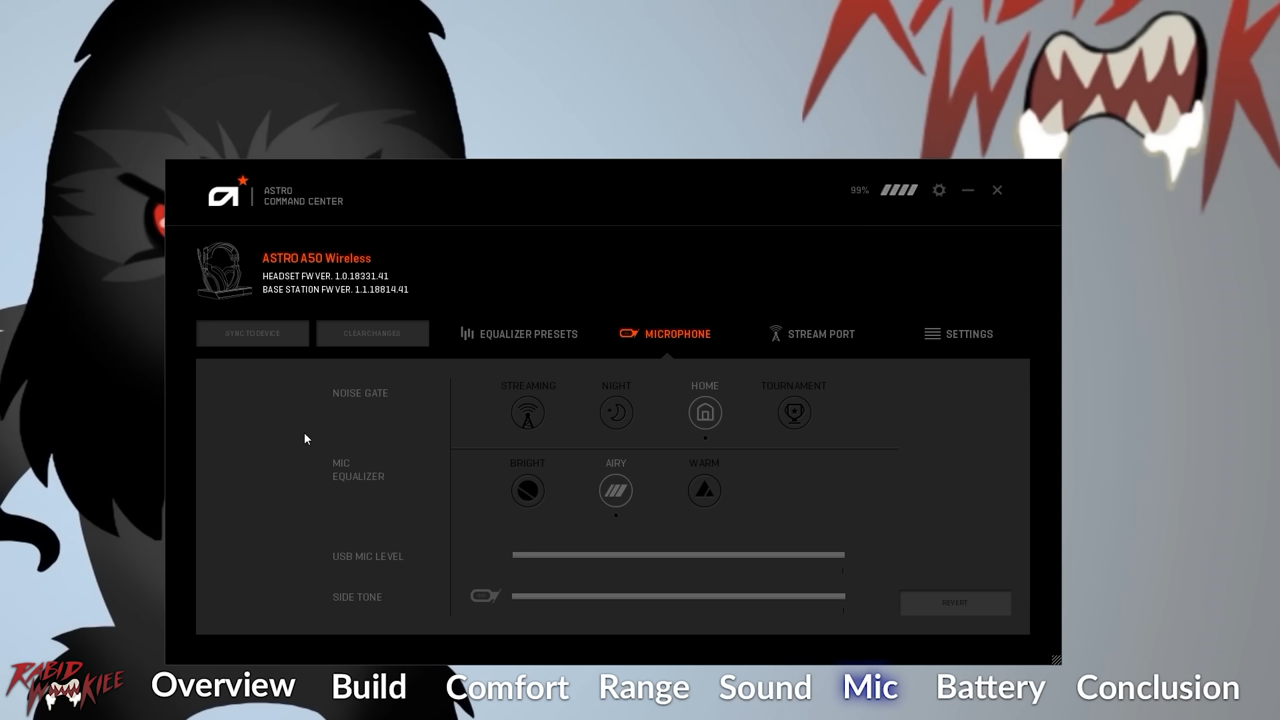 RABID
W
K
ASTRO
COMMAND CENTER
99%
ASTRO A50 Wireless
HEADSET FW VER. 1.0.18331.41
BASE STATION FW VER. 1.1.18814.41
SYNC TO DEVICE
CLEAR CHANGES
EQUALIZER PRESETS
MICROPHONE
STREAM PORT
SETTINGS
NOISE GATE
STREAMING
NIGHT
HOME
TOURNAMENT
MIC
EQUALIZER
BRIGHT
AIRY
WARM
USB MIC LEVEL
SIDE TONE
REVERT
RABID
WOOKIEE
Overview
Build
Comfort
Range
Sound
Mic
Battery
Conclusion